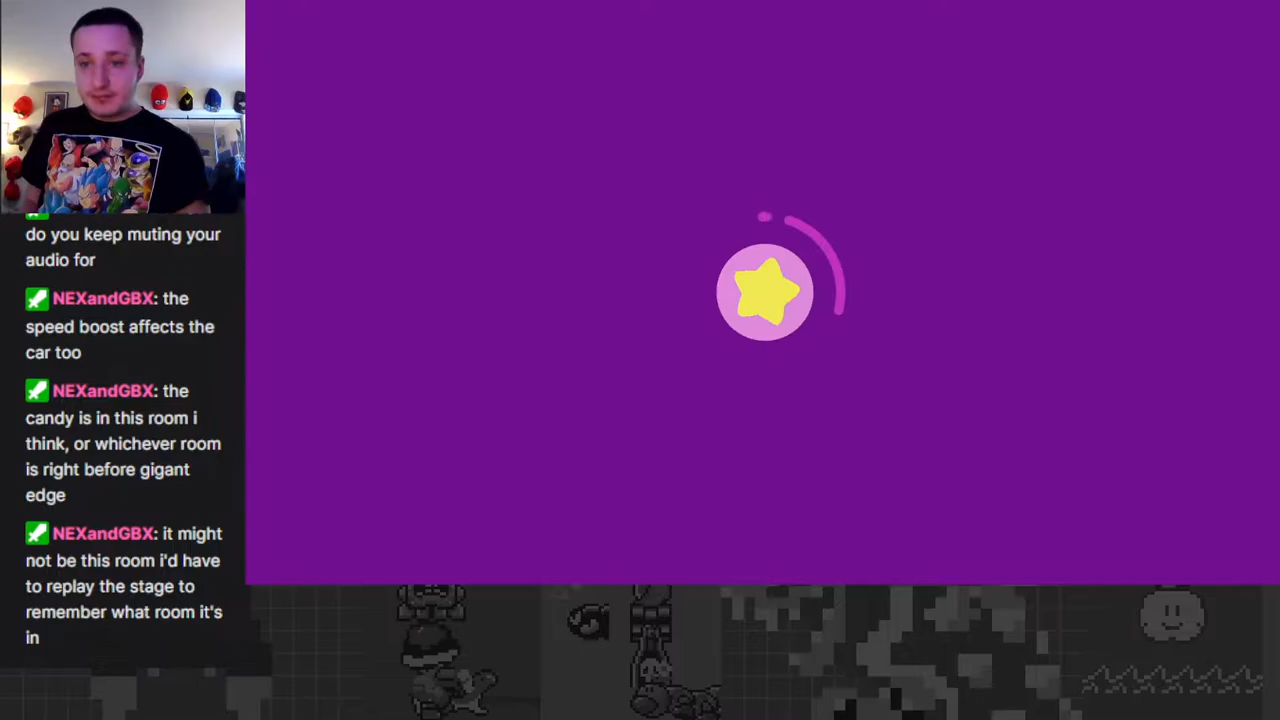 do you keep muting your
audio for
NEXandGBX: the
speed boost affects the
car too
NEXandGBX: the
candy is in this room i
think, or whichever room
is right before gigant
edge
NEXandGBX: it might
not be this room i'd have
to replay the stage to
remember what room it's
in